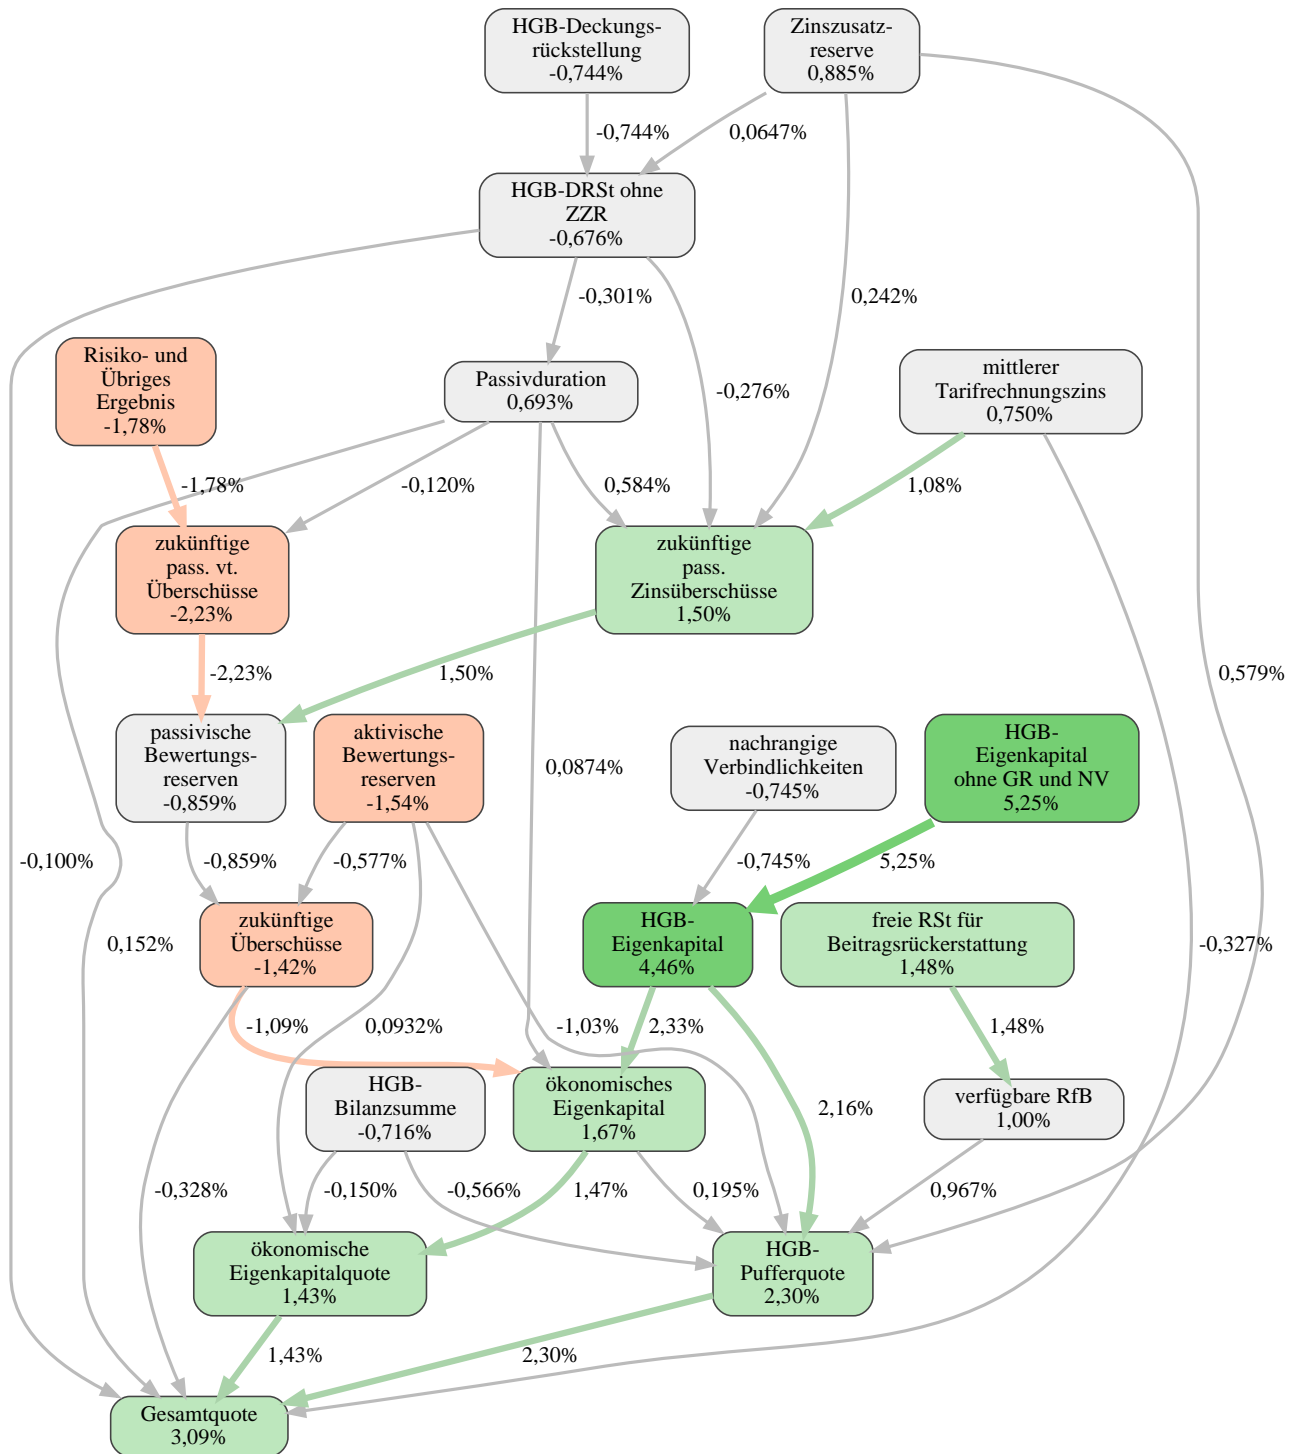 HGB-Deckungs-
rückstellung
-0,744%
Zinszusatz-
reserve
0,885%
-0,744%
0,0647%
HGB-DRSt ohne
ZZR
-0,676%
-0,301%
0,242%
Risiko- und
Übriges
Ergebnis
-1,78%
Passivduration
0,693%
-0,276%
mittlerer
Tarifrechnungszins
0,750%
-1,78%
-0,120%
0,584%
1,08%
zukünftige
pass. vt.
Überschüsse
-2,23%
zukünftige
pass.
Zinsüberschüsse
1,50%
-2,23%
1,50%
0,579%
passivische
Bewertungs-
reserven
-0,859%
aktivische
Bewertungs-
reserven
-1,54%
0,0874%
nachrangige
Verbindlichkeiten
-0,745%
HGB-
Eigenkapital
ohne GR und NV
5,25%
-0,100%
-0,859%
-0,577%
-0,745%
5,25%
0,152%
zukünftige
Überschüsse
-1,42%
HGB-
Eigenkapital
4,46%
freie RSt für
Beitragsrückerstattung
1,48%
-0,327%
-1,09%
0,0932%
-1,03%
2,33%
1,48%
HGB-
Bilanzsumme
-0,716%
ökonomisches
Eigenkapital
1,67%
2,16%
verfügbare RfB
1,00%
-0,328%
-0,150%
-0,566%
1,47%
0,195%
0,967%
ökonomische
Eigenkapitalquote
1,43%
HGB-
Pufferquote
2,30%
1,43%
2,30%
Gesamtquote
3,09%